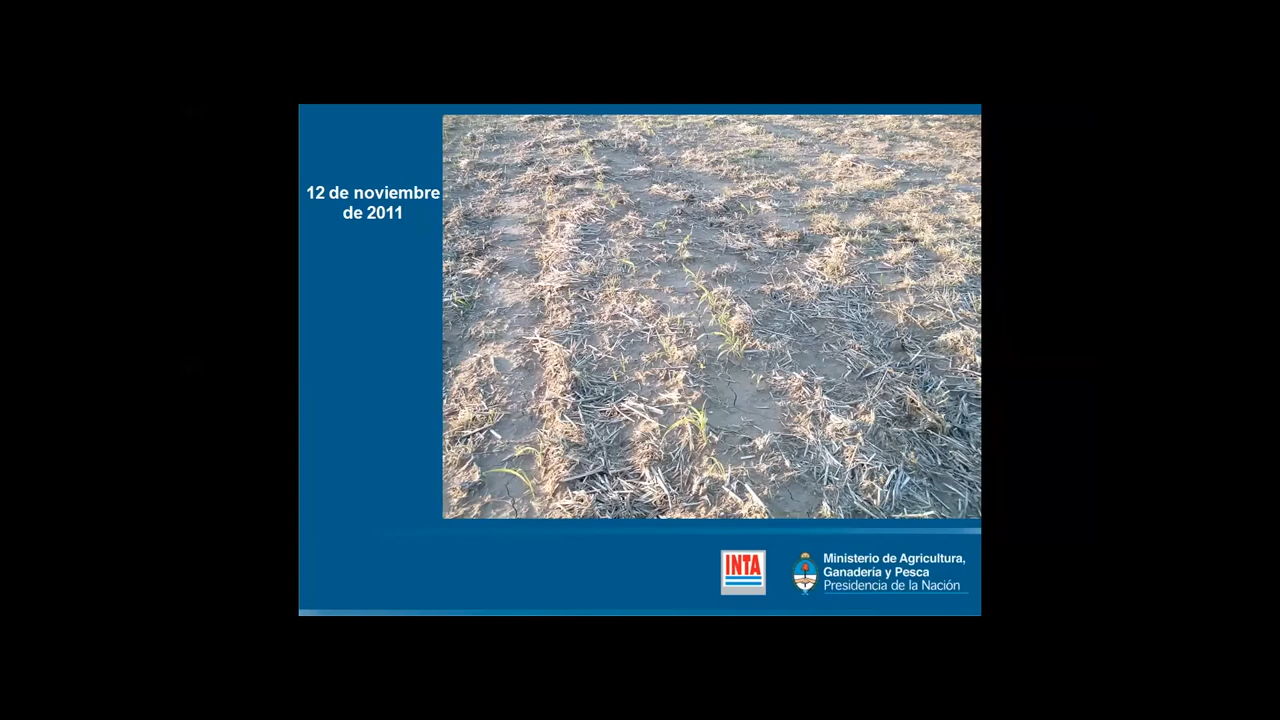 12 de noviembre
de 2011
INTA
Ministerio de Agricultura,
Ganadería y Pesca
Presidencia de la Nación